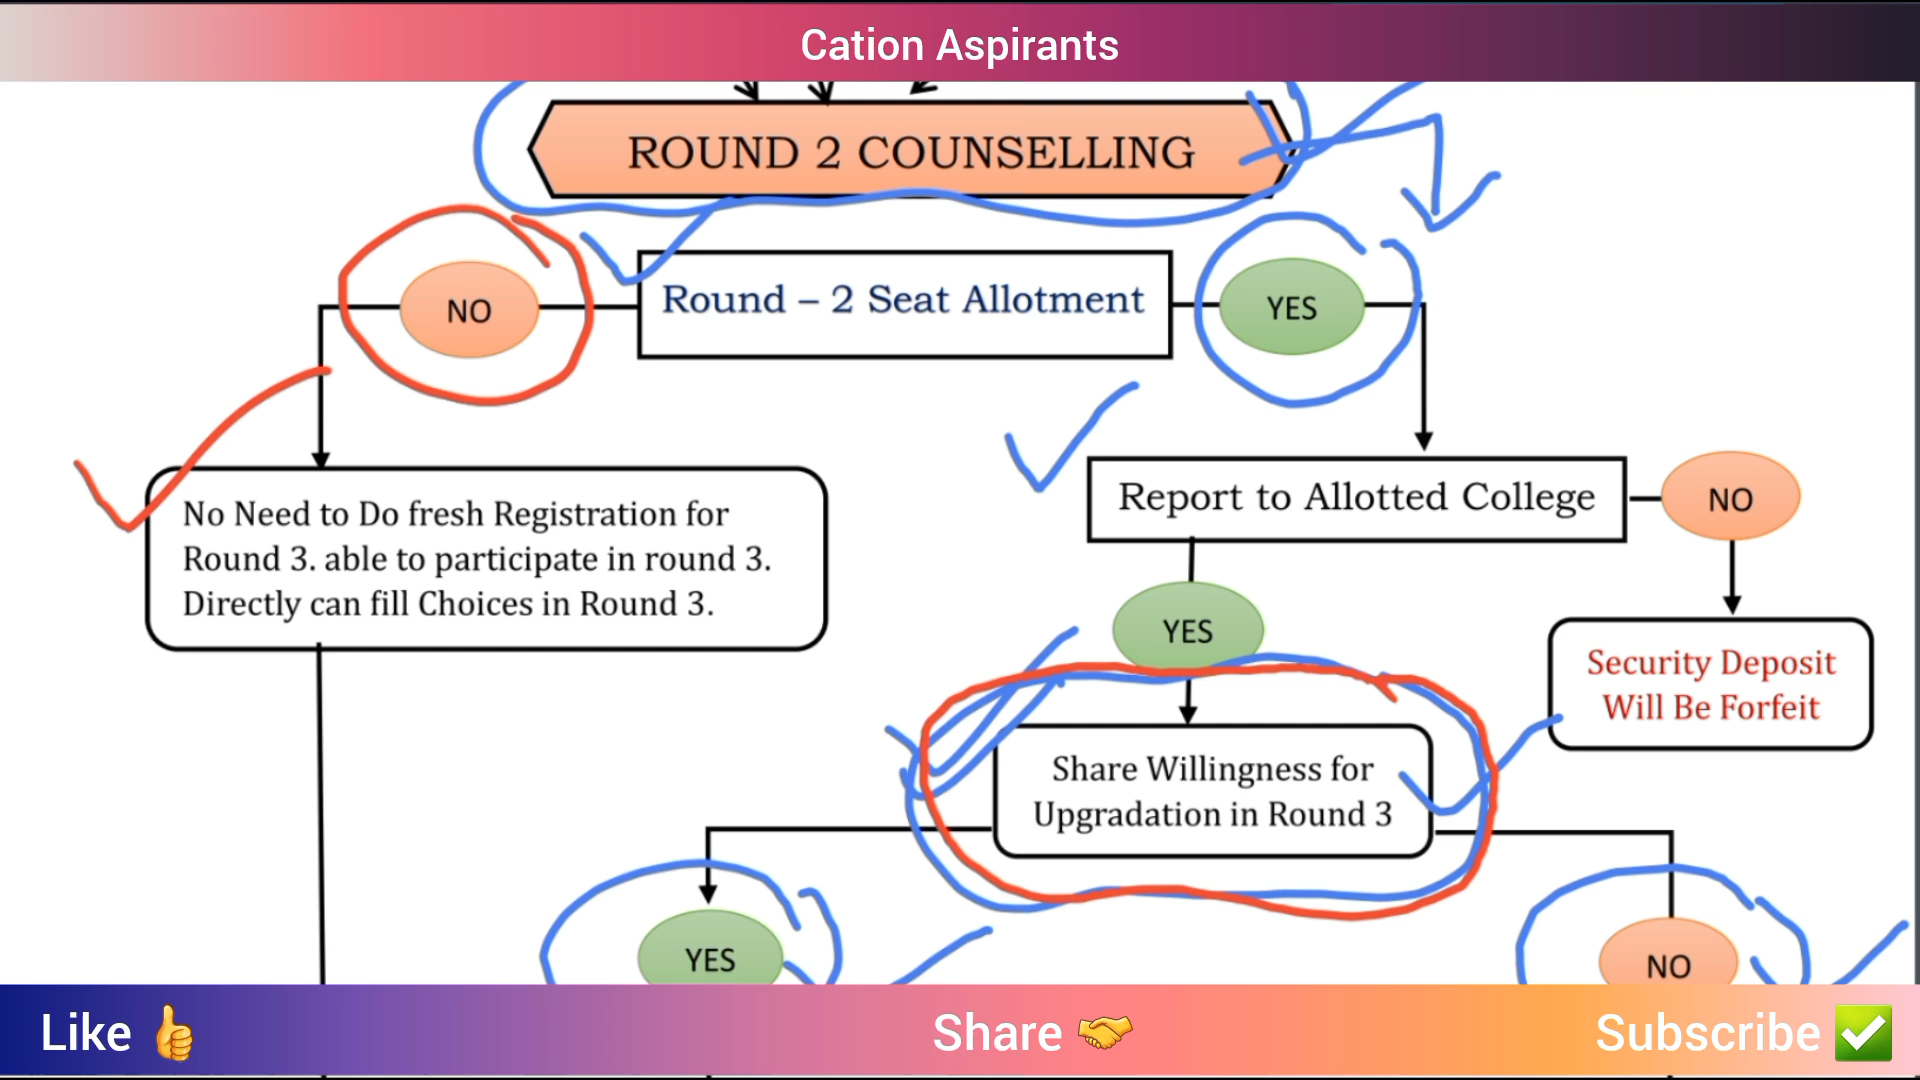 Cation Aspirants
ROUND 2 COUNSELLING
NO
Round – 2 Seat Allotment
YES
No Need to Do fresh Registration for
Round 3. able to participate in round 3.
Directly can fill Choices in Round 3.
Report to Allotted College
NO
YES
Security Deposit
Will Be Forfeit
Share Willingness for
Upgradation in Round 3
YES
NO
Like 👍
Share 🤝
Subscribe ✅